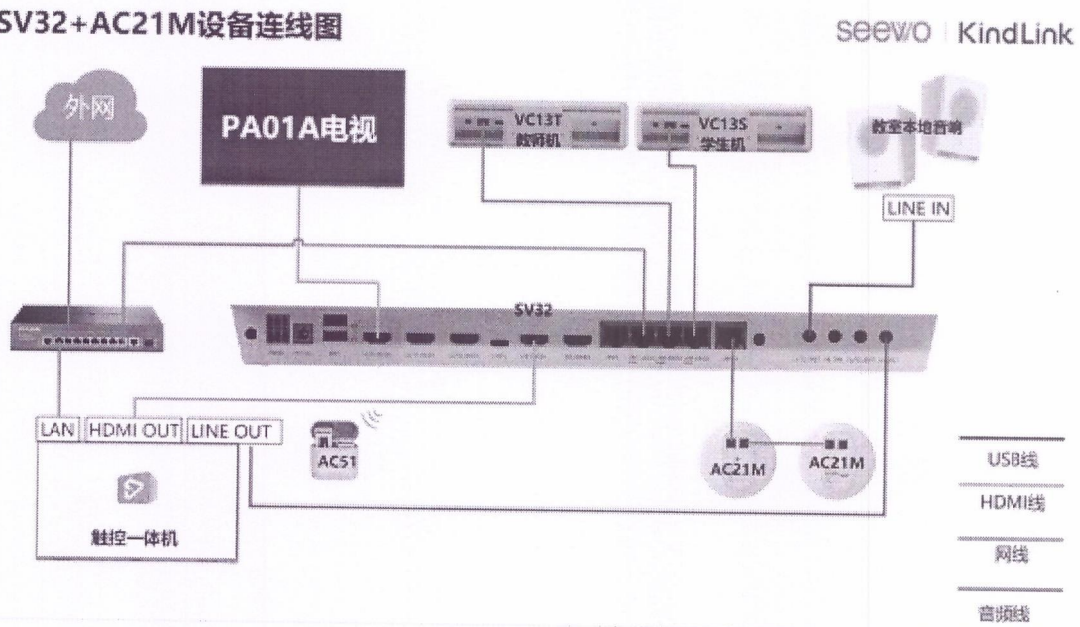 SV32+AC21M设备连线图
seewo KindLink
外网
PA01A电视
VC13T
教师机
VC13S
学生机
教室本地音响
LINE IN
SV32
LAN
HDMI OUT
LINE OUT
AC51
AC21M
AC21M
触控一体机
USB线
HDMI线
网线
音频线